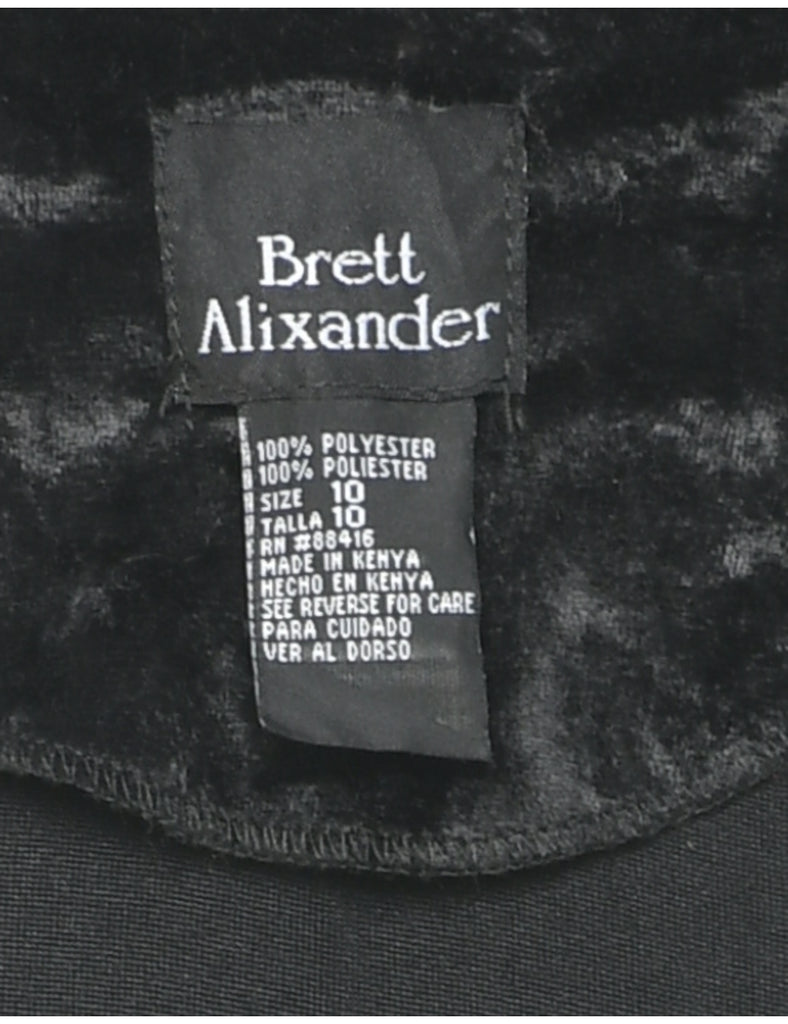 Brett
Alixander
100% POLYESTER
100% POLIESTER
SIZE 10
TALLA 10
RN #88416
MADE IN KENYA
HECHO EN KENYA
SEE REVERSE FOR CARE
PARA CUIDADO
VER AL DORSO